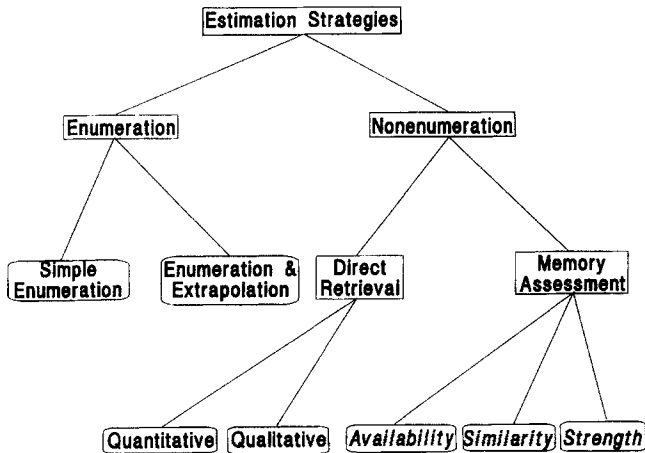 Estimation Strategies
Enumeration
Nonenumeration
Simple
Enumeration
Enumeration &
Extrapolation
Direct
Retrieval
Memory
Assessment
Quantitative
Qualitative
Availability
Similarity
Strength